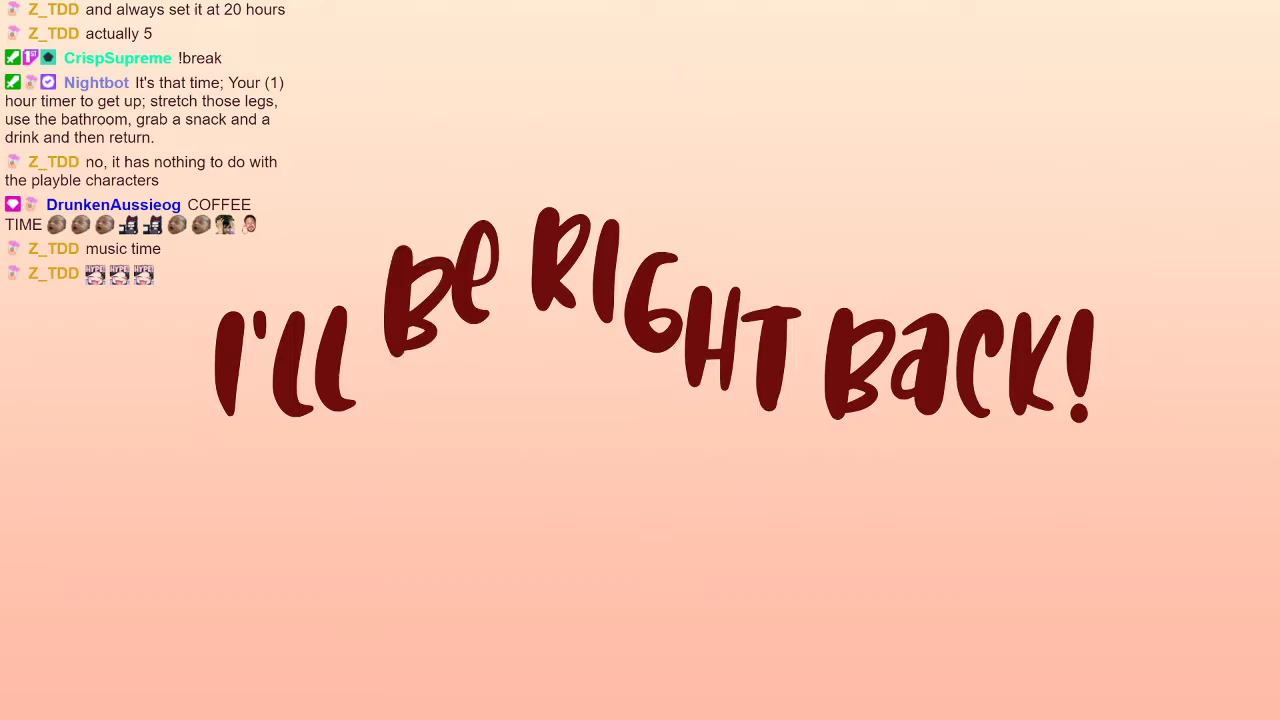 Z_TDD and always set it at 20 hours
Z_TDD actually 5
CrispSupreme !break
Nightbot It's that time; Your (1)
hour timer to get up; stretch those legs,
use the bathroom, grab a snack and a
drink and then return.
Z_TDD no, it has nothing to do with
the playble characters
DrunkenAussieog COFFEE
TIME
Z_TDD music time
Z_TDD HYPE! HYPE! HYPE!
I'LL Be RIGHT BaCK!